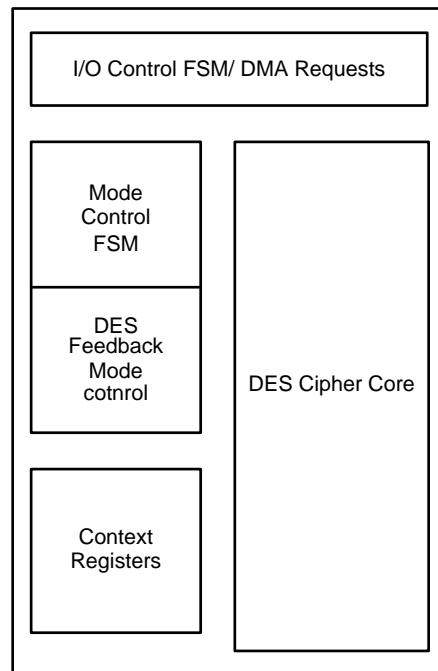 I/O Control FSM/ DMA Requests
Mode
Control
FSM
DES
Feedback
Mode
cotnrol
DES Cipher Core
Context
Registers